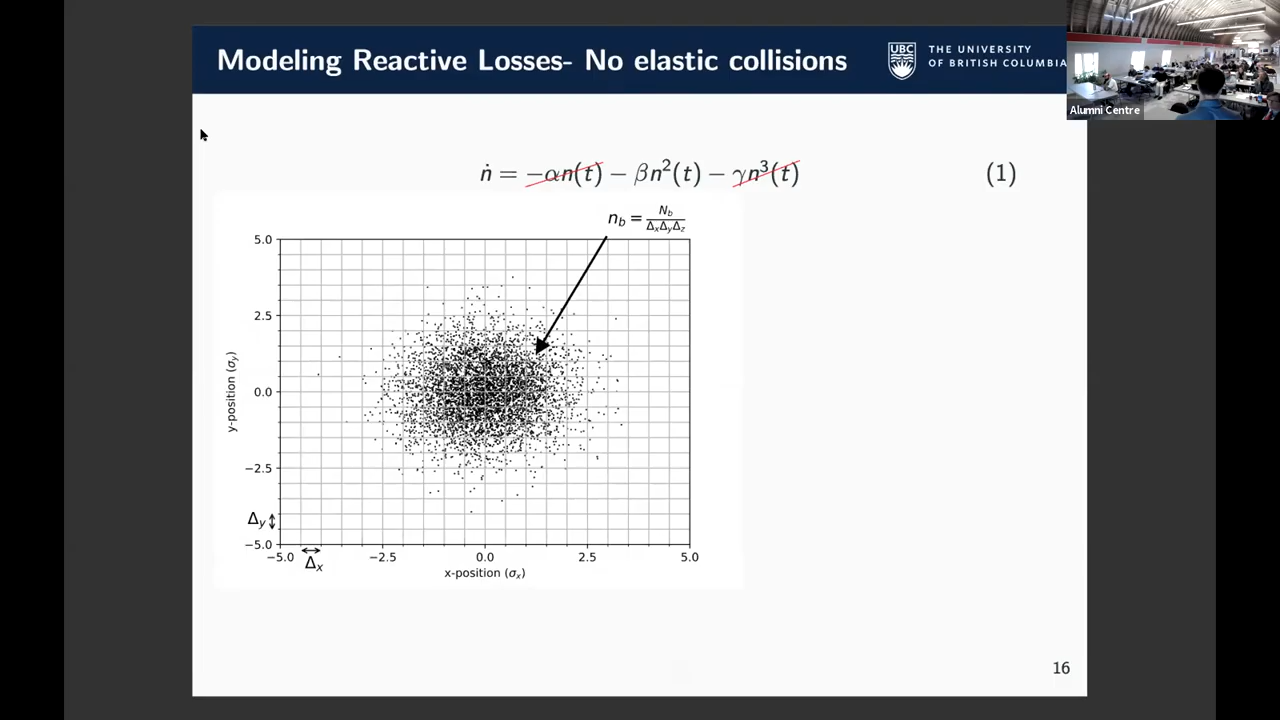 Modeling Reactive Losses- No elastic collisions
UBC
THE UNIVERSITY
OF BRITISH COLUMBIA
Alumni Centre
ṅ = −αn(t) − βn²(t) − γn³(t)
(1)
n_b = N_b / Δ_xΔ_yΔ_z
5.0
2.5
0.0
−2.5
−5.0
y-position (σ_y)
Δ_y
−5.0
−2.5
0.0
2.5
5.0
Δ_x
x-position (σ_x)
16